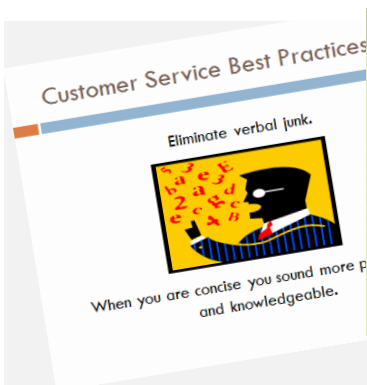 Customer Service Best Practices
Eliminate verbal junk.
When you are concise you sound more p
and knowledgeable.